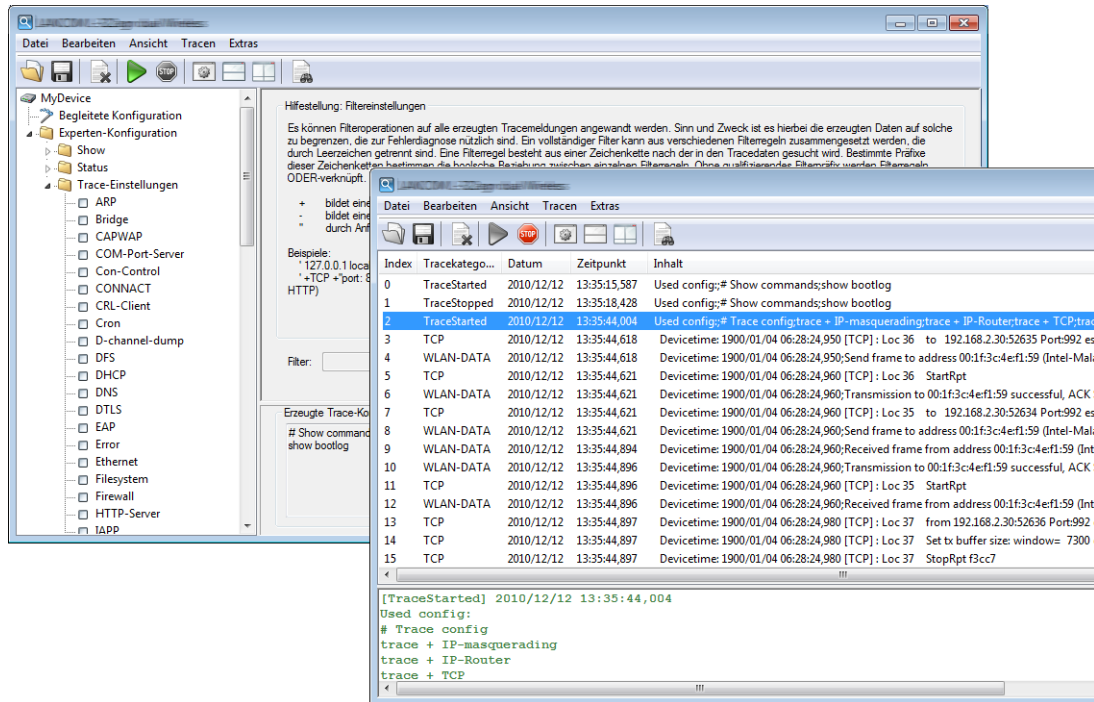 Datei Bearbeiten Ansicht Tracen Extras
MyDevice
Begleitete Konfiguration
Experten-Konfiguration
Show
Status
Trace-Einstellungen
ARP
Bridge
CAPWAP
COM-Port-Server
Con-Control
CONNACT
CRL-Client
Cron
D-channel-dump
DFS
DHCP
DNS
DTLS
EAP
Error
Ethernet
Filesystem
Firewall
HTTP-Server
IAPP
Hilfestellung: Filtereinstellungen
Es können Filteroperationen auf alle erzeugten Tracemeldungen angewandt werden. Sinn und Zweck ist es hierbei die erzeugten Daten auf solche
zu begrenzen, die zur Fehlerdiagnose nützlich sind. Ein vollständiger Filter kann aus verschiedenen Filterregeln zusammengesetzt werden, die
durch Leerzeichen getrennt sind. Eine Filterregel besteht aus einer Zeichenkette nach der in den Tracedaten gesucht wird. Bestimmte Präfixe
dieser Zeichenketten bestimmen die boolsche Beziehung zwischen einzelnen Filterregeln. Ohne qualifizierendes Filterpräfix werden Filterregeln
ODER-verknüpft.
+ bildet eine
- bildet eine
" durch Anf
Beispiele:
' 127.0.0.1 loca
' +TCP +"port: 8
HTTP)
Filter:
Erzeugte Trace-Ko
# Show command
show bootlog
Datei Bearbeiten Ansicht Tracen Extras
Index Tracekatego... Datum Zeitpunkt Inhalt
0 TraceStarted 2010/12/12 13:35:15,587 Used config:;# Show commands;show bootlog
1 TraceStopped 2010/12/12 13:35:18,428 Used config:;# Show commands;show bootlog
2 TraceStarted 2010/12/12 13:35:44,004 Used config:;# Trace config;trace + IP-masquerading;trace + IP-Router;trace + TCP;trac
3 TCP 2010/12/12 13:35:44,618 Devicetime: 1900/01/04 06:28:24,950 [TCP] : Loc 36 to 192.168.2.30:52635 Port:992 es
4 WLAN-DATA 2010/12/12 13:35:44,618 Devicetime: 1900/01/04 06:28:24,950;Send frame to address 00:1f:3c:4e:f1:59 (Intel-Mala
5 TCP 2010/12/12 13:35:44,621 Devicetime: 1900/01/04 06:28:24,960 [TCP] : Loc 36 StartRpt
6 WLAN-DATA 2010/12/12 13:35:44,621 Devicetime: 1900/01/04 06:28:24,960;Transmission to 00:1f:3c:4e:f1:59 successful, ACK
7 TCP 2010/12/12 13:35:44,621 Devicetime: 1900/01/04 06:28:24,960 [TCP] : Loc 35 to 192.168.2.30:52634 Port:992 es
8 WLAN-DATA 2010/12/12 13:35:44,621 Devicetime: 1900/01/04 06:28:24,960;Send frame to address 00:1f:3c:4e:f1:59 (Intel-Mala
9 WLAN-DATA 2010/12/12 13:35:44,894 Devicetime: 1900/01/04 06:28:24,960;Received frame from address 00:1f:3c:4e:f1:59 (Int
10 WLAN-DATA 2010/12/12 13:35:44,896 Devicetime: 1900/01/04 06:28:24,960;Transmission to 00:1f:3c:4e:f1:59 successful, ACK
11 TCP 2010/12/12 13:35:44,896 Devicetime: 1900/01/04 06:28:24,960 [TCP] : Loc 35 StartRpt
12 WLAN-DATA 2010/12/12 13:35:44,896 Devicetime: 1900/01/04 06:28:24,960;Received frame from address 00:1f:3c:4e:f1:59 (Int
13 TCP 2010/12/12 13:35:44,897 Devicetime: 1900/01/04 06:28:24,980 [TCP] : Loc 37 from 192.168.2.30:52636 Port:992
14 TCP 2010/12/12 13:35:44,897 Devicetime: 1900/01/04 06:28:24,980 [TCP] : Loc 37 Set tx buffer size: window= 7300
15 TCP 2010/12/12 13:35:44,897 Devicetime: 1900/01/04 06:28:24,980 [TCP] : Loc 37 StopRpt f3cc7
[TraceStarted] 2010/12/12 13:35:44,004
Used config:
# Trace config
trace + IP-masquerading
trace + IP-Router
trace + TCP